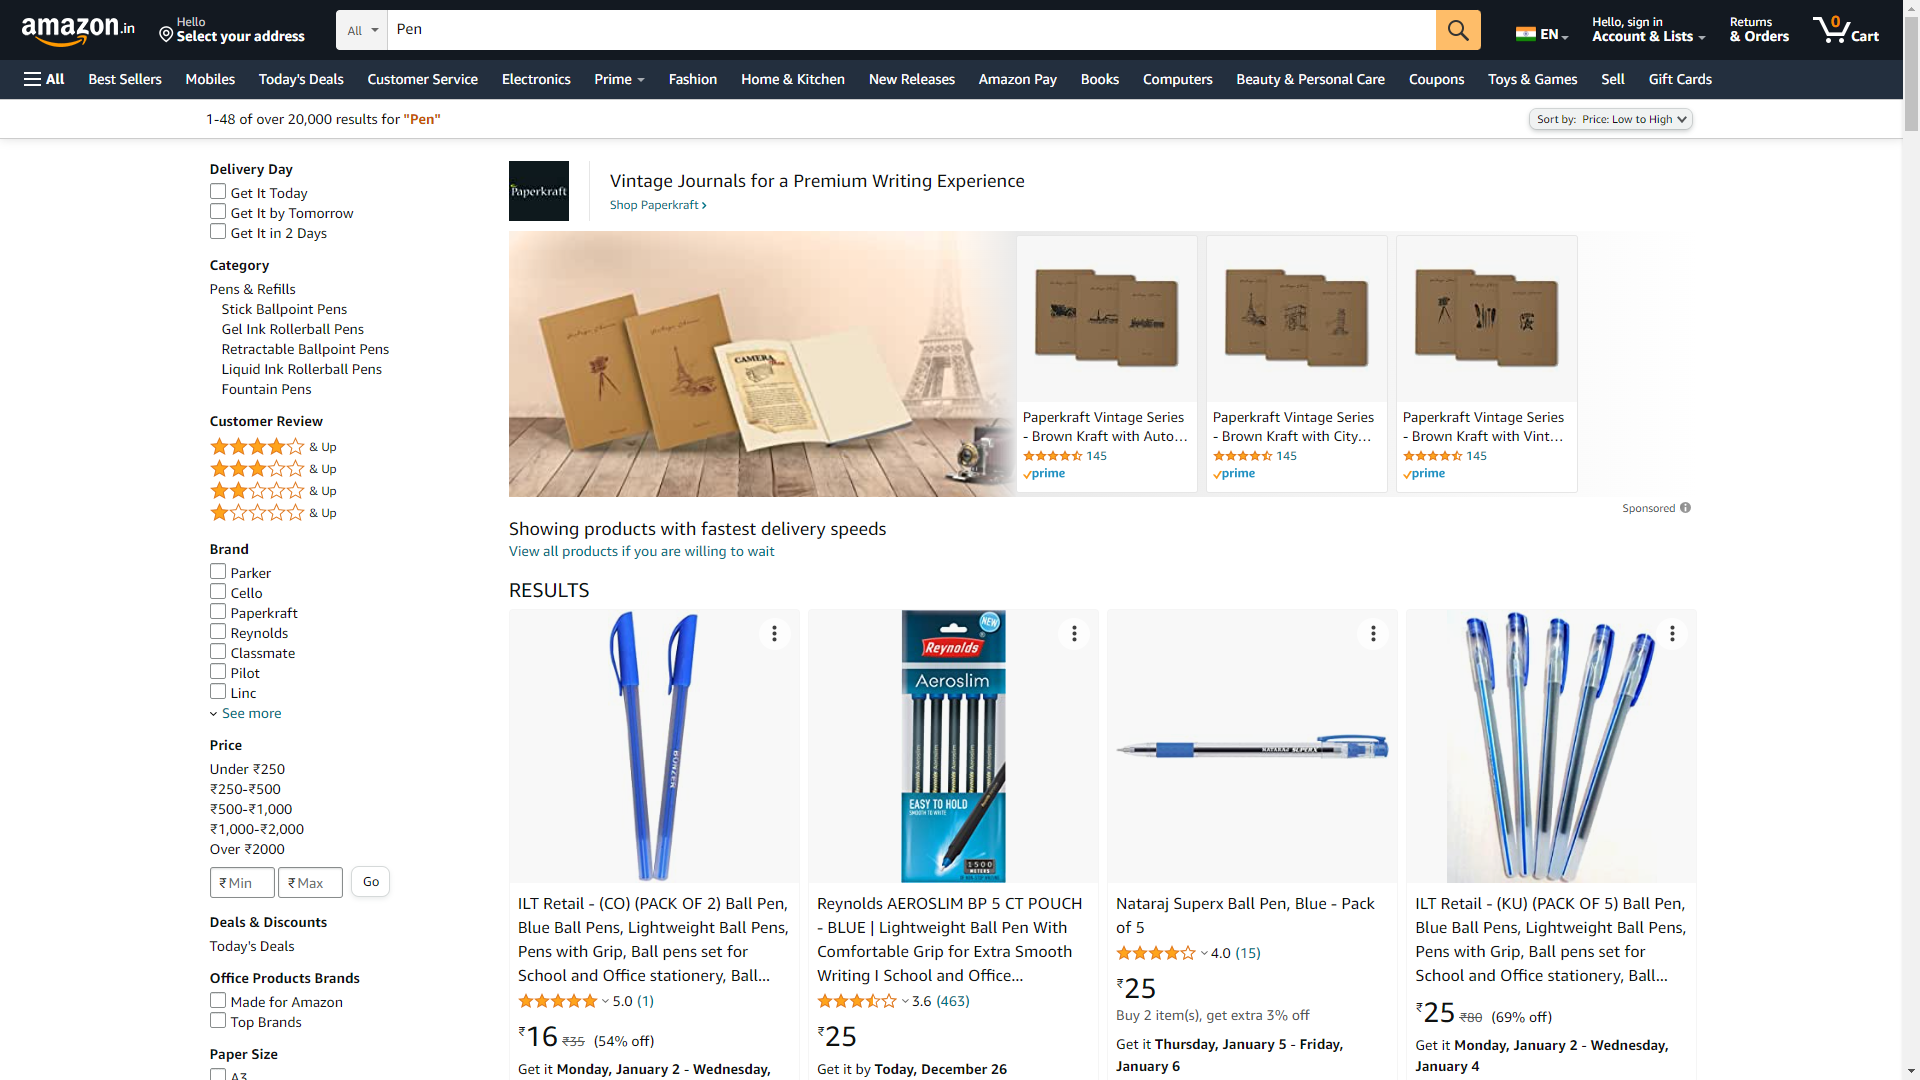 amazon.in
Hello
Select your address
All
Pen
EN
Hello, sign in
Account & Lists
Returns
& Orders
0
Cart
All
Best Sellers
Mobiles
Today's Deals
Customer Service
Electronics
Prime
Fashion
Home & Kitchen
New Releases
Amazon Pay
Books
Computers
Beauty & Personal Care
Coupons
Toys & Games
Sell
Gift Cards
1-48 of over 20,000 results for "Pen"
Sort by: Price: Low to High
Delivery Day
Get It Today
Get It by Tomorrow
Get It in 2 Days
Category
Pens & Refills
Stick Ballpoint Pens
Gel Ink Rollerball Pens
Retractable Ballpoint Pens
Liquid Ink Rollerball Pens
Fountain Pens
Customer Review
& Up
& Up
& Up
& Up
Brand
Parker
Cello
Paperkraft
Reynolds
Classmate
Pilot
Linc
See more
Price
Under ₹250
₹250-₹500
₹500-₹1,000
₹1,000-₹2,000
Over ₹2000
₹ Min
₹ Max
Go
Deals & Discounts
Today's Deals
Office Products Brands
Made for Amazon
Top Brands
Paper Size
A3
Paperkraft
Vintage Journals for a Premium Writing Experience
Shop Paperkraft ›
CAMERA
Paperkraft Vintage Series
- Brown Kraft with Auto...
145
prime
Paperkraft Vintage Series
- Brown Kraft with City...
145
prime
Paperkraft Vintage Series
- Brown Kraft with Vint...
145
prime
Sponsored
Showing products with fastest delivery speeds
View all products if you are willing to wait
RESULTS
ILT Retail - (CO) (PACK OF 2) Ball Pen,
Blue Ball Pens, Lightweight Ball Pens,
Pens with Grip, Ball pens set for
School and Office stationery, Ball...
5.0 (1)
₹16 ₹35 (54% off)
Get it Monday, January 2 - Wednesday,
NEW
Reynolds
Aeroslim
EASY TO HOLD
SMOOTH TO WRITE
1500
METERS
Reynolds AEROSLIM BP 5 CT POUCH
- BLUE | Lightweight Ball Pen With
Comfortable Grip for Extra Smooth
Writing I School and Office...
3.6 (463)
₹25
Get it by Today, December 26
NATARAJ SUPERX
Nataraj Superx Ball Pen, Blue - Pack
of 5
4.0 (15)
₹25
Buy 2 item(s), get extra 3% off
Get it Thursday, January 5 - Friday,
January 6
ILT Retail - (KU) (PACK OF 5) Ball Pen,
Blue Ball Pens, Lightweight Ball Pens,
Pens with Grip, Ball pens set for
School and Office stationery, Ball...
₹25 ₹80 (69% off)
Get it Monday, January 2 - Wednesday,
January 4